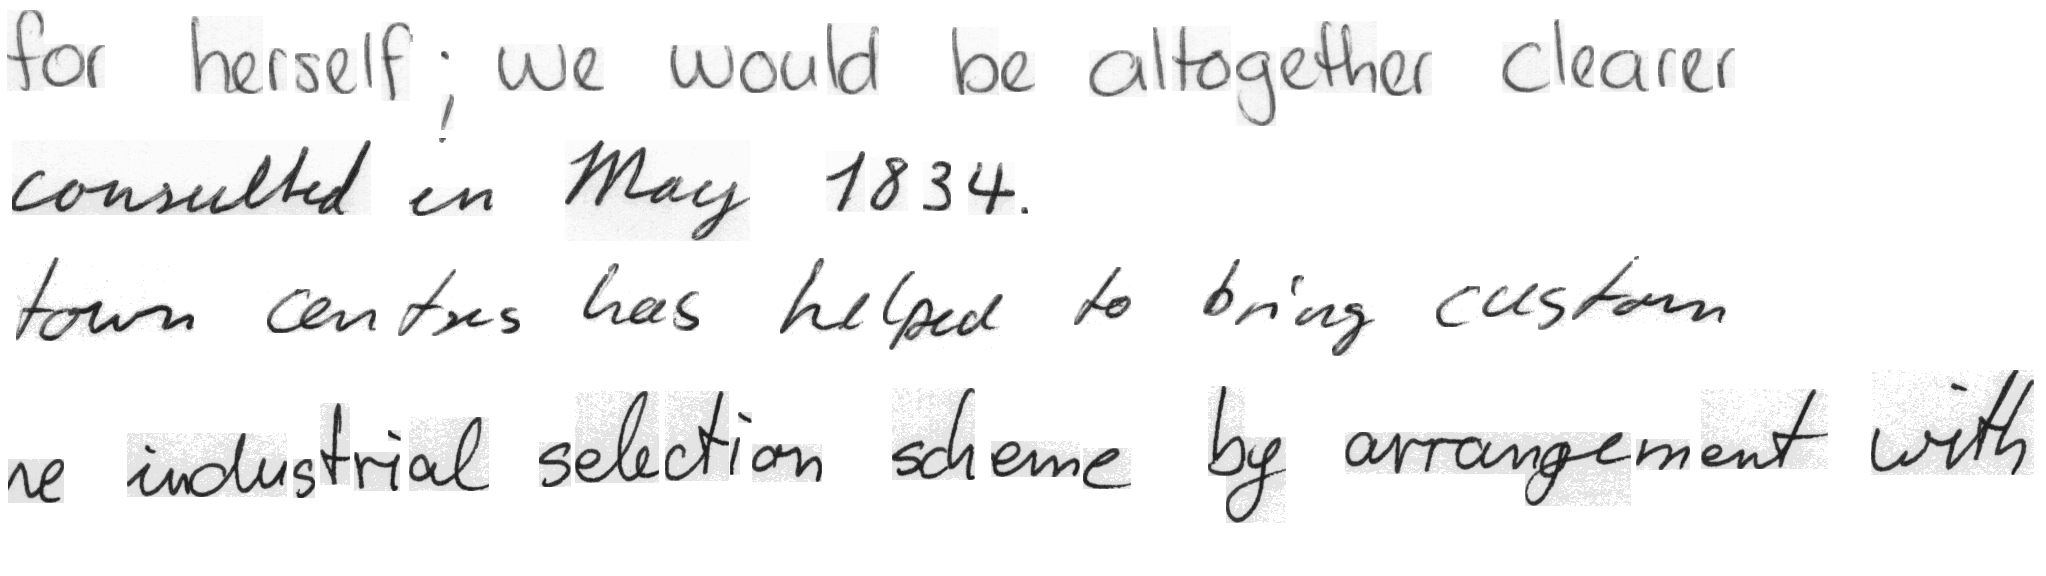 for herself; we would be altogether clearer
consulted in May 1834.
town centres has helped to bring custom
ne industrial selection scheme by arrangement with